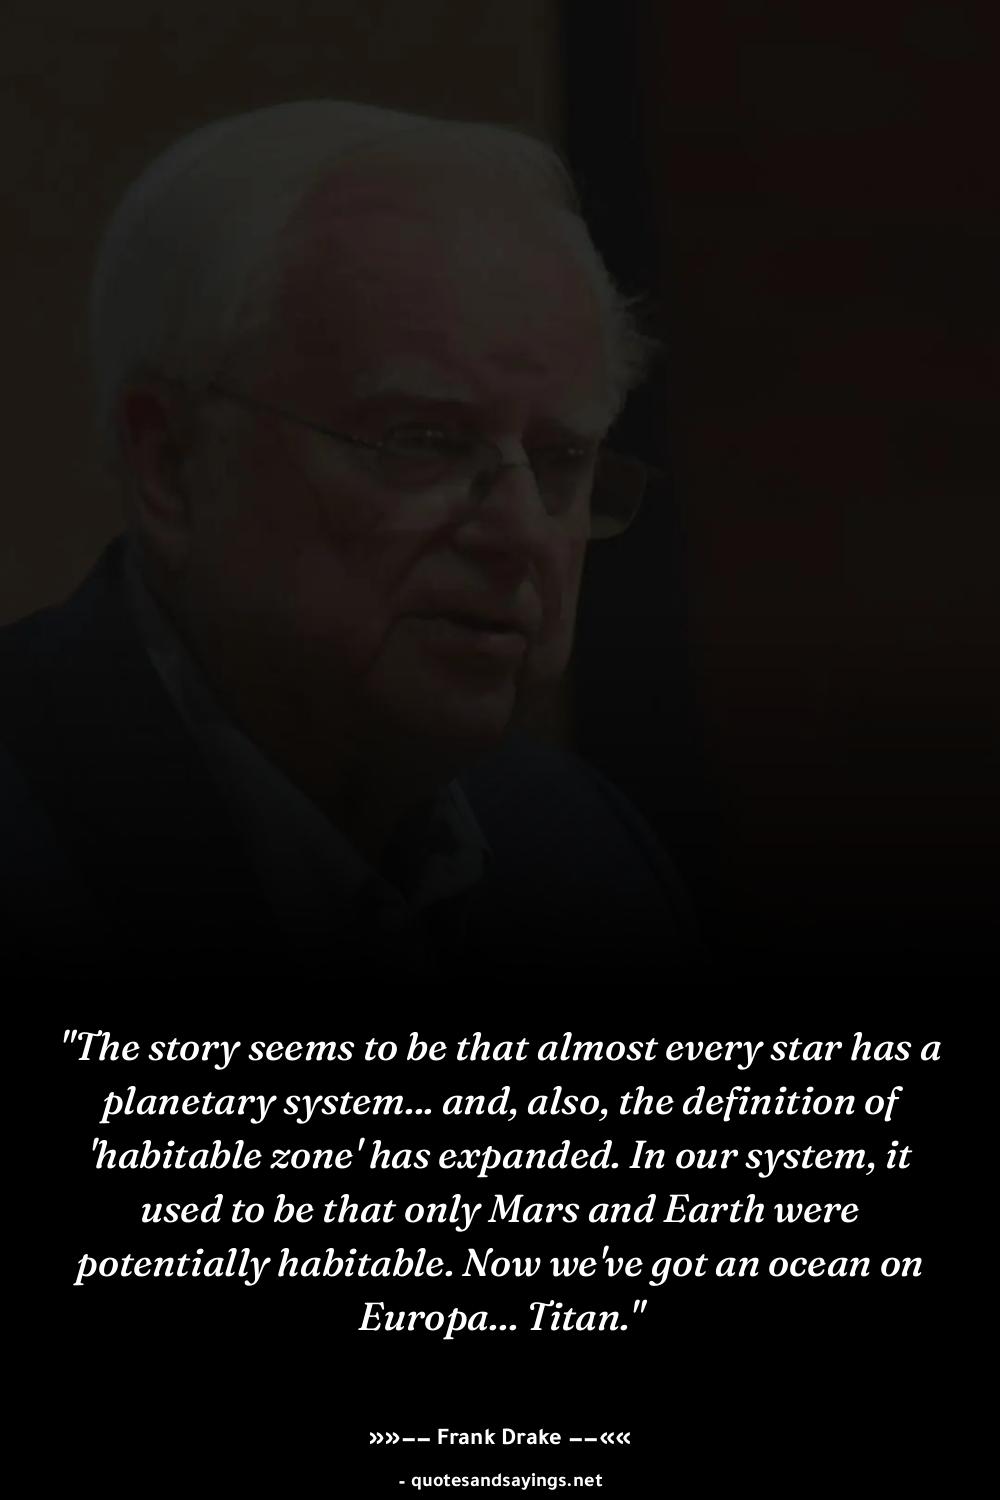 "The story seems to be that almost every star has a
planetary system... and, also, the definition of
'habitable zone' has expanded. In our system, it
used to be that only Mars and Earth were
potentially habitable. Now we've got an ocean on
Europa... Titan."
»»—— Frank Drake ——««
- quotesandsayings.net